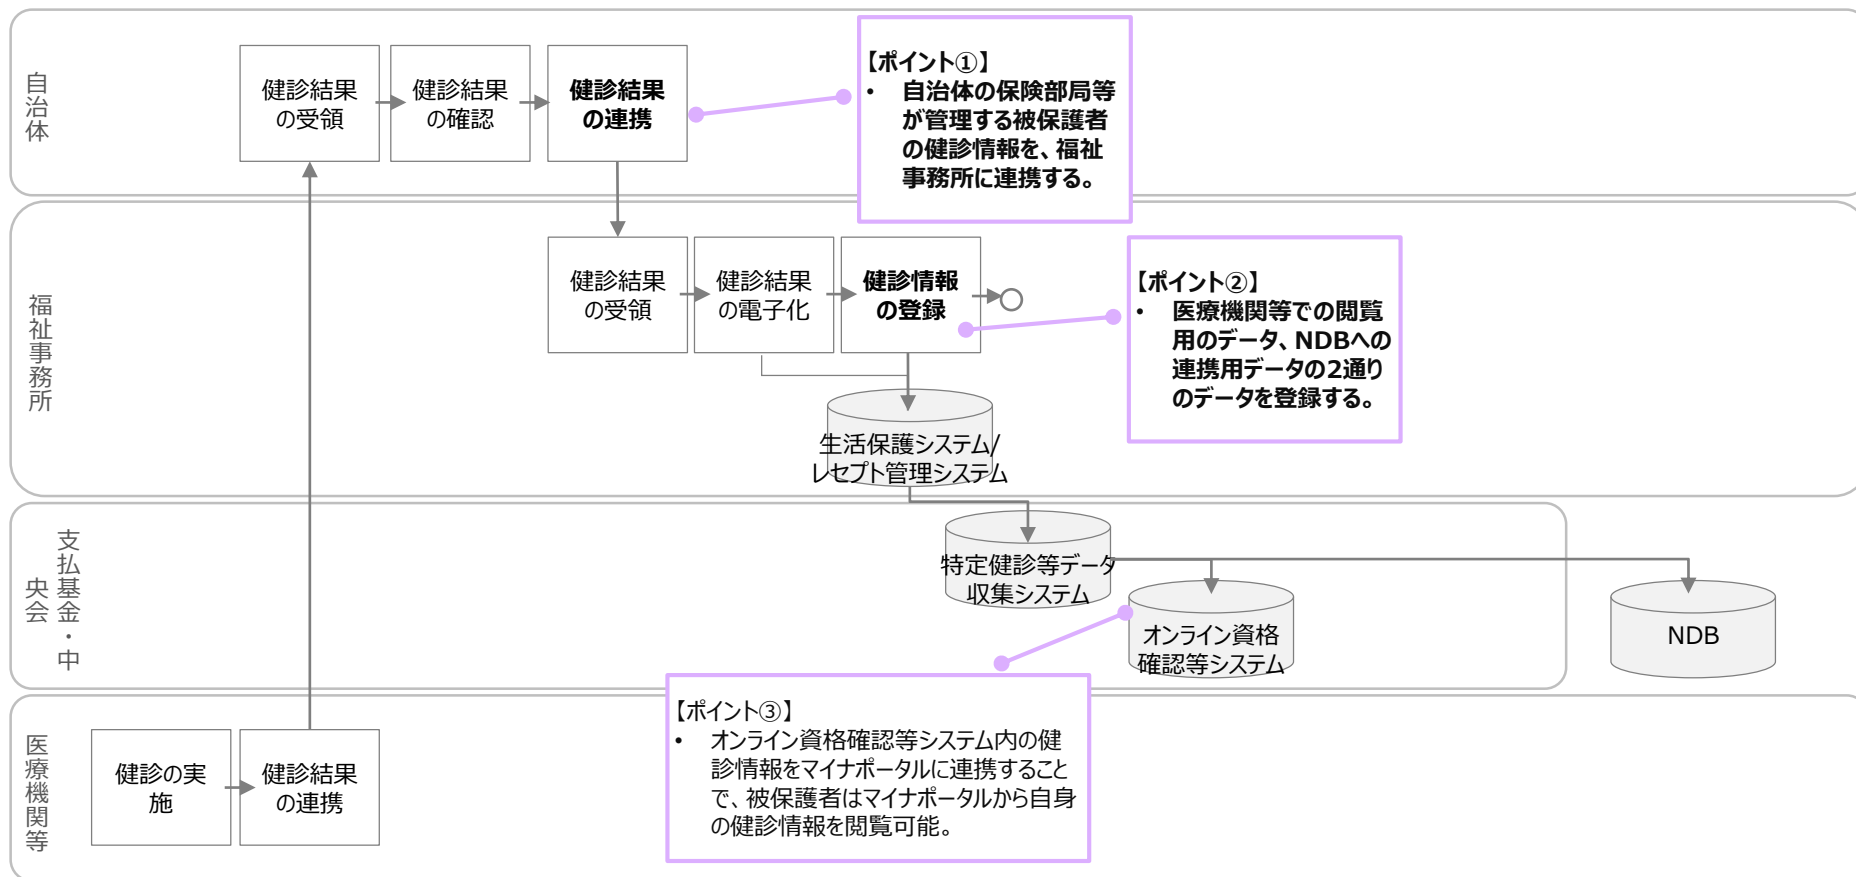 自治体
健診結果
の受領
健診結果
の確認
健診結果
の連携
【ポイント①】
• 自治体の保険部局等
が管理する被保護者
の健診情報を、福祉
事務所に連携する。
福祉事務所
健診結果
の受領
健診結果
の電子化
健診情報
の登録
【ポイント②】
• 医療機関等での閲覧
用のデータ、NDBへの
連携用データの2通り
のデータを登録する。
生活保護システム/
レセプト管理システム
支払基金・中
央会
特定健診等データ
収集システム
オンライン資格
確認等システム
NDB
医療機関等
健診の実
施
健診結果
の連携
【ポイント③】
• オンライン資格確認等システム内の健
診情報をマイナポータルに連携すること
で、被保護者はマイナポータルから自身
の健診情報を閲覧可能。